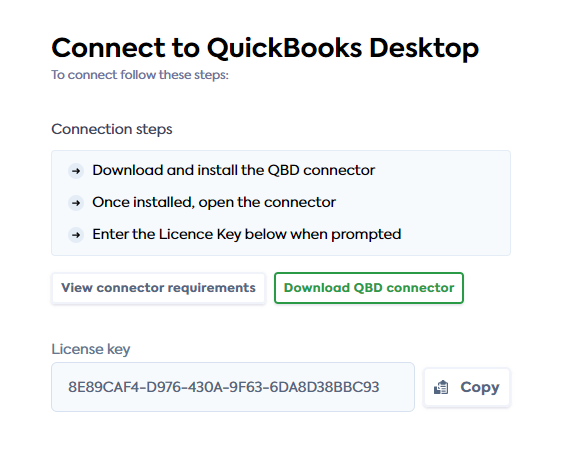 Connect to QuickBooks Desktop
To connect follow these steps:
Connection steps
Download and install the QBD connector
Once installed, open the connector
Enter the Licence Key below when prompted
View connector requirements
Download QBD connector
License key
8E89CAF4-D976-430A-9F63-6DA8D38BBC93
Copy